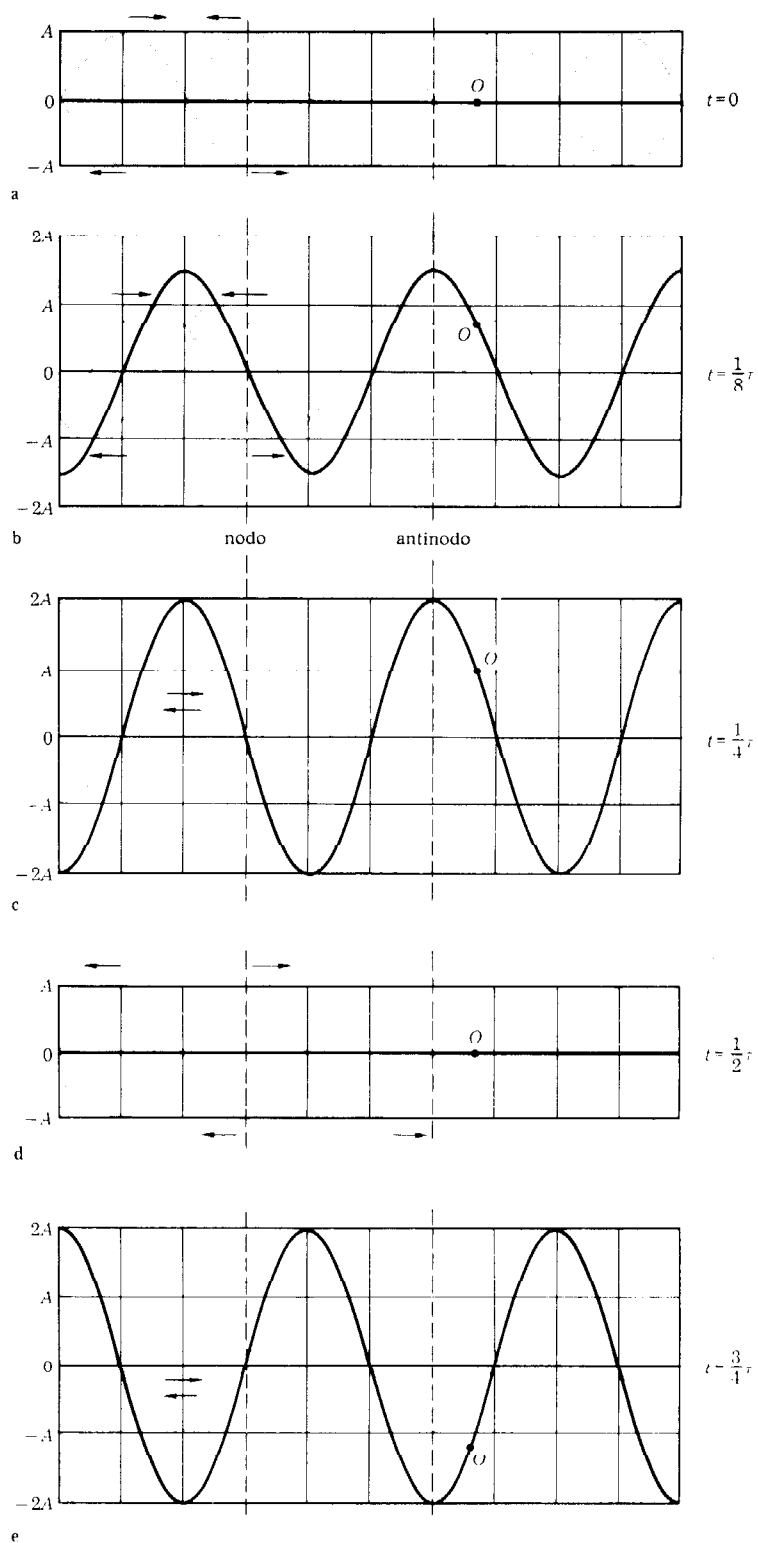 A
0
−A
O
t = 0
a
2A
A
0
−A
−2A
O
t = 1/8 τ
b
nodo antinodo
2A
A
0
−A
−2A
O
t = 1/4 τ
c
A
0
−A
O
t = 1/2 τ
d
2A
A
0
−A
−2A
O
t = 3/4 τ
e